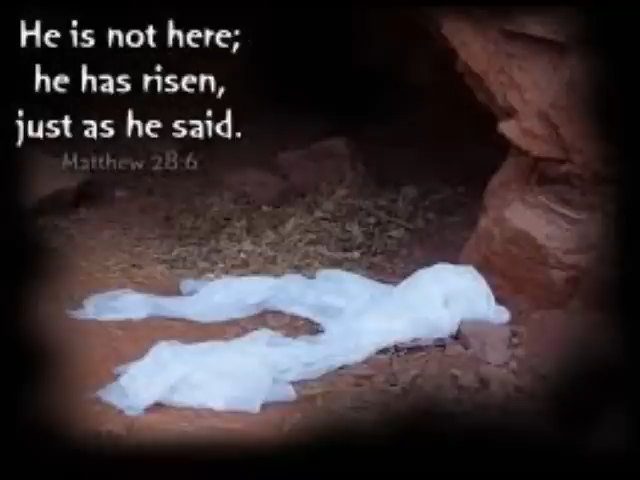 He is not here;
he has risen,
just as he said.
Matthew 28:6